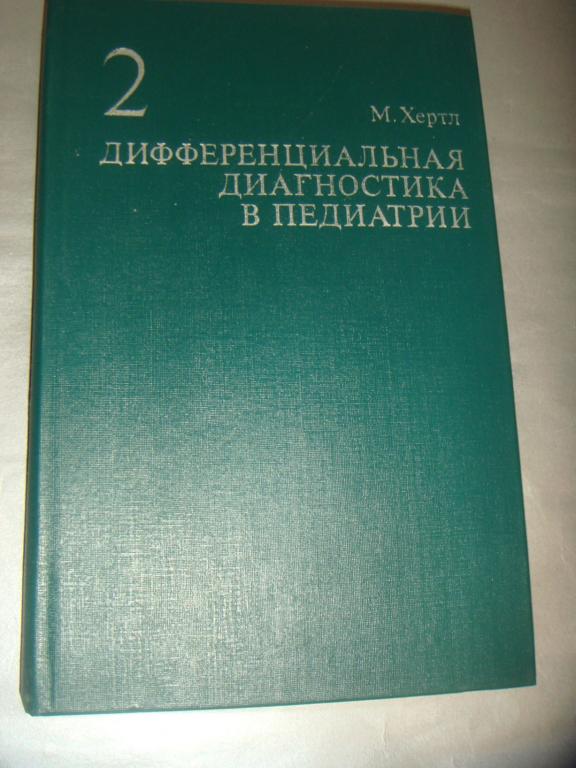 2
М. Хертл
ДИФФЕРЕНЦИАЛЬНАЯ
ДИАГНОСТИКА
В ПЕДИАТРИИ